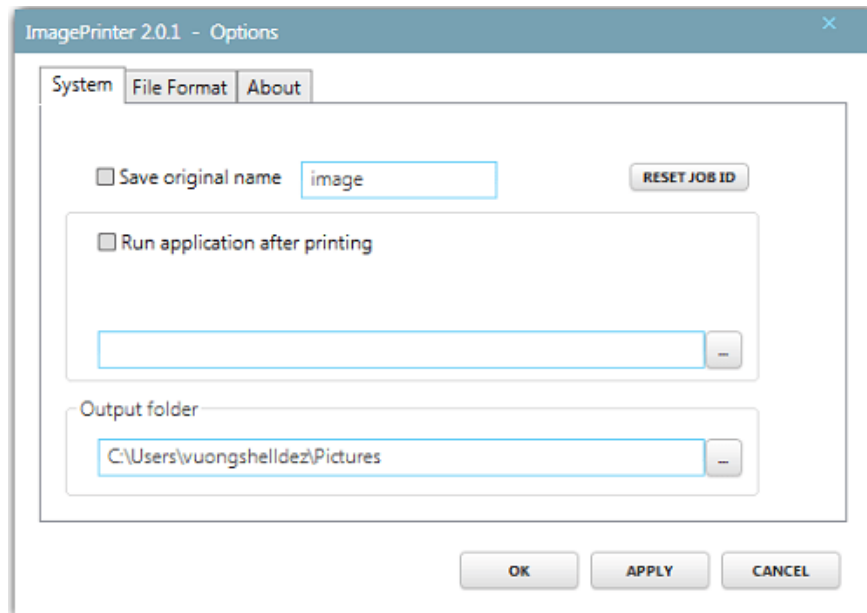 ImagePrinter 2.0.1 - Options
System File Format About
Save original name image RESET JOB ID
Run application after printing
...
Output folder
C:\Users\vuongshelldez\Pictures ...
OK APPLY CANCEL